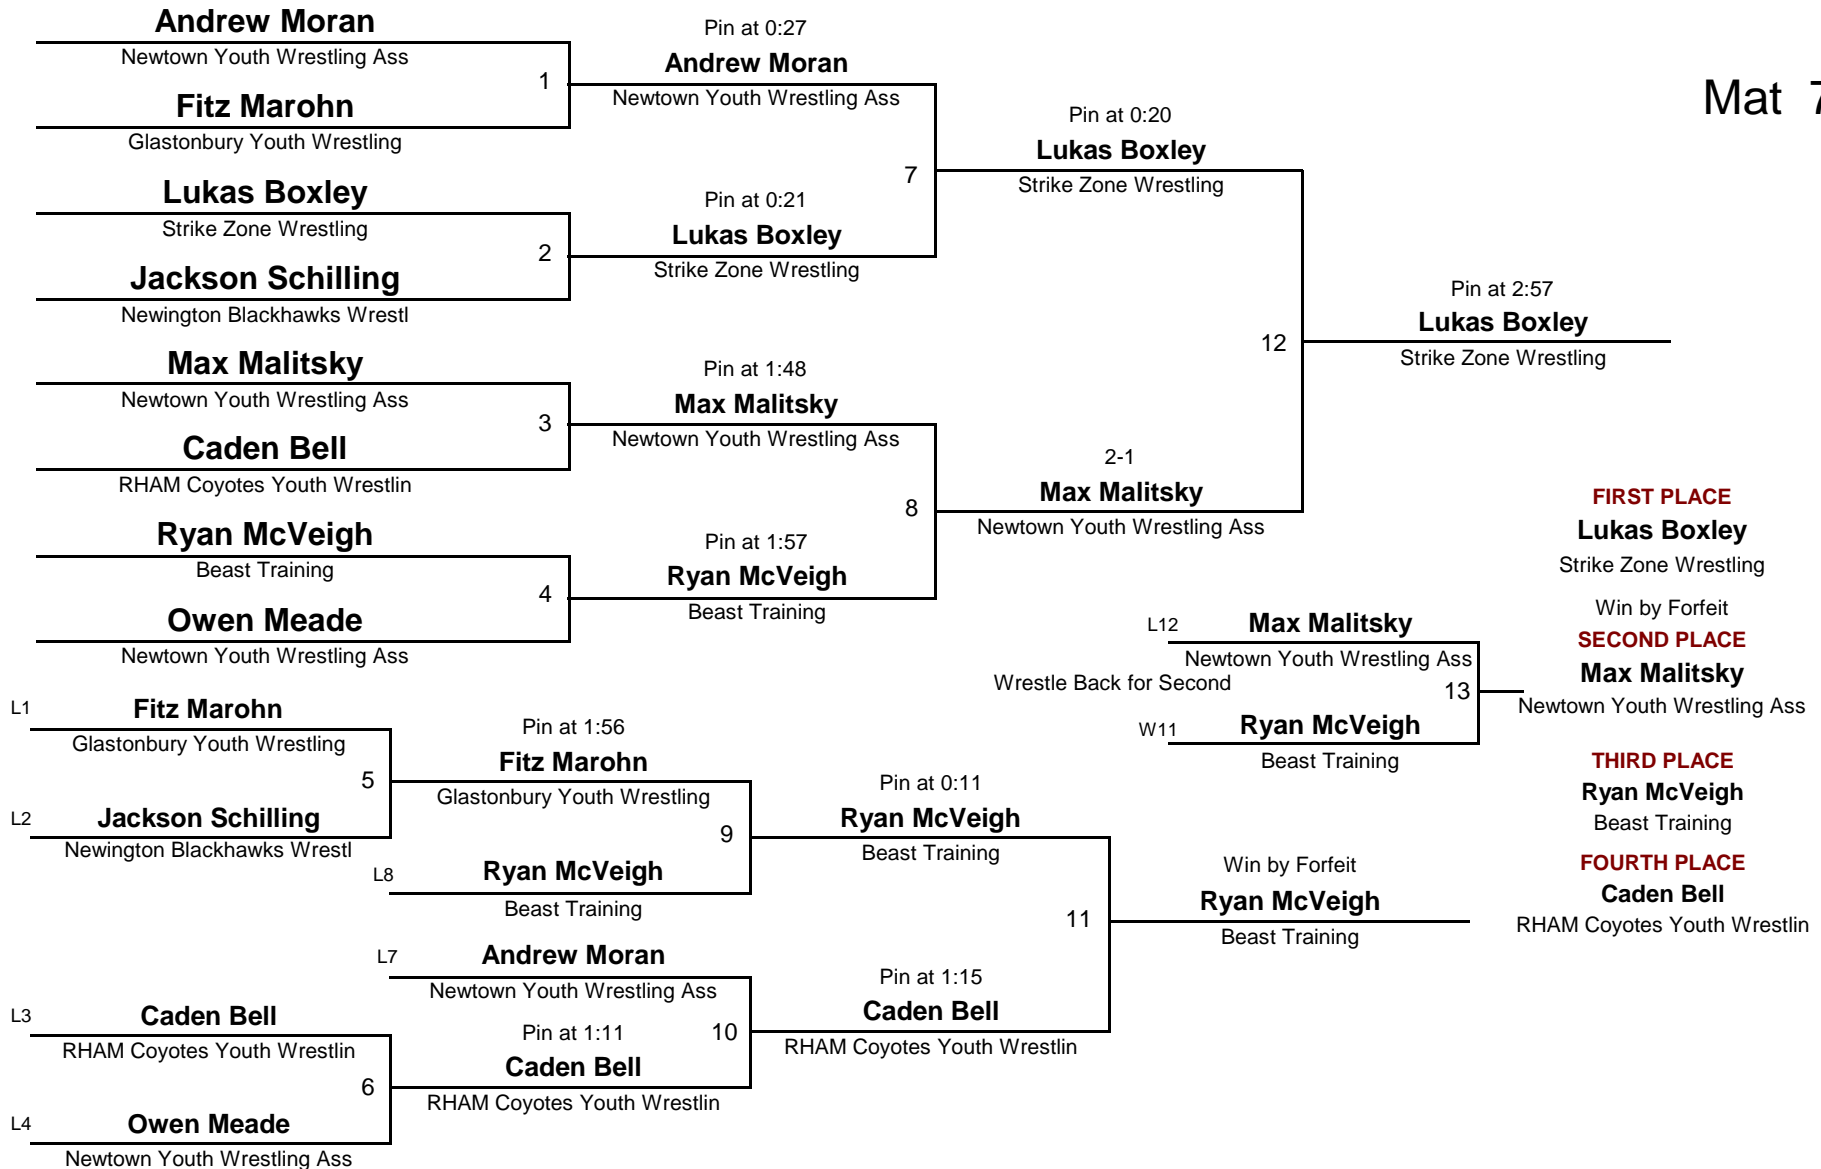 Andrew Moran
Newtown Youth Wrestling Ass
1
Fitz Marohn
Glastonbury Youth Wrestling
Lukas Boxley
Strike Zone Wrestling
2
Jackson Schilling
Newington Blackhawks Wrestl
Max Malitsky
Newtown Youth Wrestling Ass
3
Caden Bell
RHAM Coyotes Youth Wrestlin
Ryan McVeigh
Beast Training
4
Owen Meade
Newtown Youth Wrestling Ass
Pin at 0:27
Andrew Moran
Newtown Youth Wrestling Ass
7
Pin at 0:21
Lukas Boxley
Strike Zone Wrestling
Pin at 1:48
Max Malitsky
Newtown Youth Wrestling Ass
8
Pin at 1:57
Ryan McVeigh
Beast Training
Pin at 0:20
Lukas Boxley
Strike Zone Wrestling
12
2-1
Max Malitsky
Newtown Youth Wrestling Ass
Mat 7
Pin at 2:57
Lukas Boxley
Strike Zone Wrestling
L1
Fitz Marohn
Glastonbury Youth Wrestling
5
L2
Jackson Schilling
Newington Blackhawks Wrestl
L3
Caden Bell
RHAM Coyotes Youth Wrestlin
6
L4
Owen Meade
Newtown Youth Wrestling Ass
Pin at 1:56
Fitz Marohn
Glastonbury Youth Wrestling
9
L8
Ryan McVeigh
Beast Training
L7
Andrew Moran
Newtown Youth Wrestling Ass
10
Pin at 1:11
Caden Bell
RHAM Coyotes Youth Wrestlin
Pin at 0:11
Ryan McVeigh
Beast Training
11
Pin at 1:15
Caden Bell
RHAM Coyotes Youth Wrestlin
Win by Forfeit
Ryan McVeigh
Beast Training
L12
Max Malitsky
Newtown Youth Wrestling Ass
Wrestle Back for Second
13
W11
Ryan McVeigh
Beast Training
FIRST PLACE
Lukas Boxley
Strike Zone Wrestling
Win by Forfeit
SECOND PLACE
Max Malitsky
Newtown Youth Wrestling Ass
THIRD PLACE
Ryan McVeigh
Beast Training
FOURTH PLACE
Caden Bell
RHAM Coyotes Youth Wrestlin